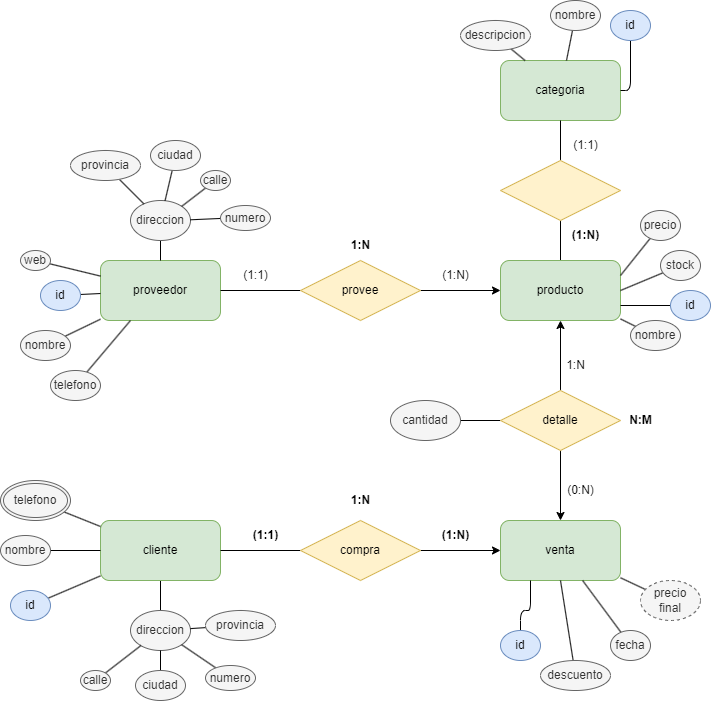 nombre
id
descripcion
categoria
(1:1)
provincia
ciudad
calle
direccion
numero
(1:N)
precio
web
1:N
stock
id
proveedor
(1:1)
provee
(1:N)
producto
id
nombre
nombre
telefono
1:N
cantidad
detalle
N:M
(0:N)
telefono
1:N
nombre
cliente
(1:1)
compra
(1:N)
venta
id
precio
final
direccion
provincia
id
fecha
calle
ciudad
numero
descuento